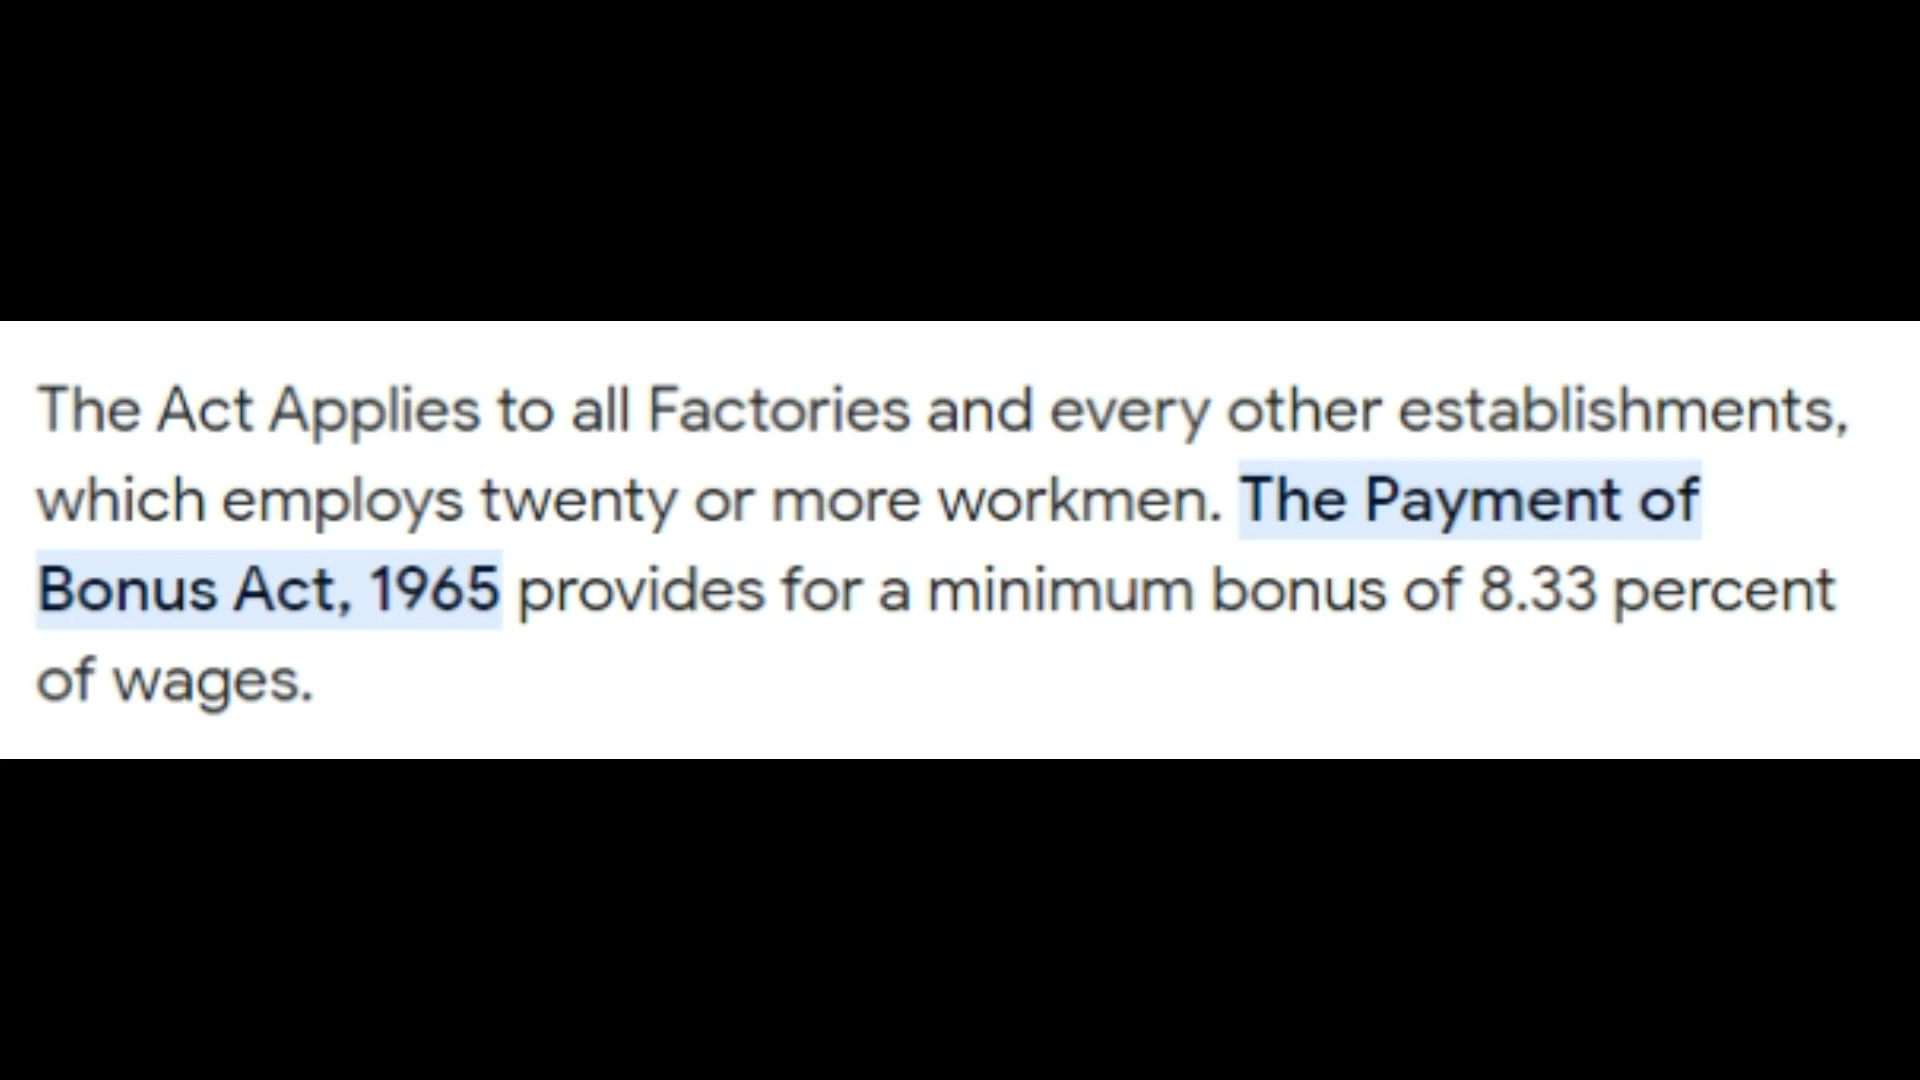 The Act Applies to all Factories and every other establishments,
which employs twenty or more workmen. The Payment of
Bonus Act, 1965 provides for a minimum bonus of 8.33 percent
of wages.